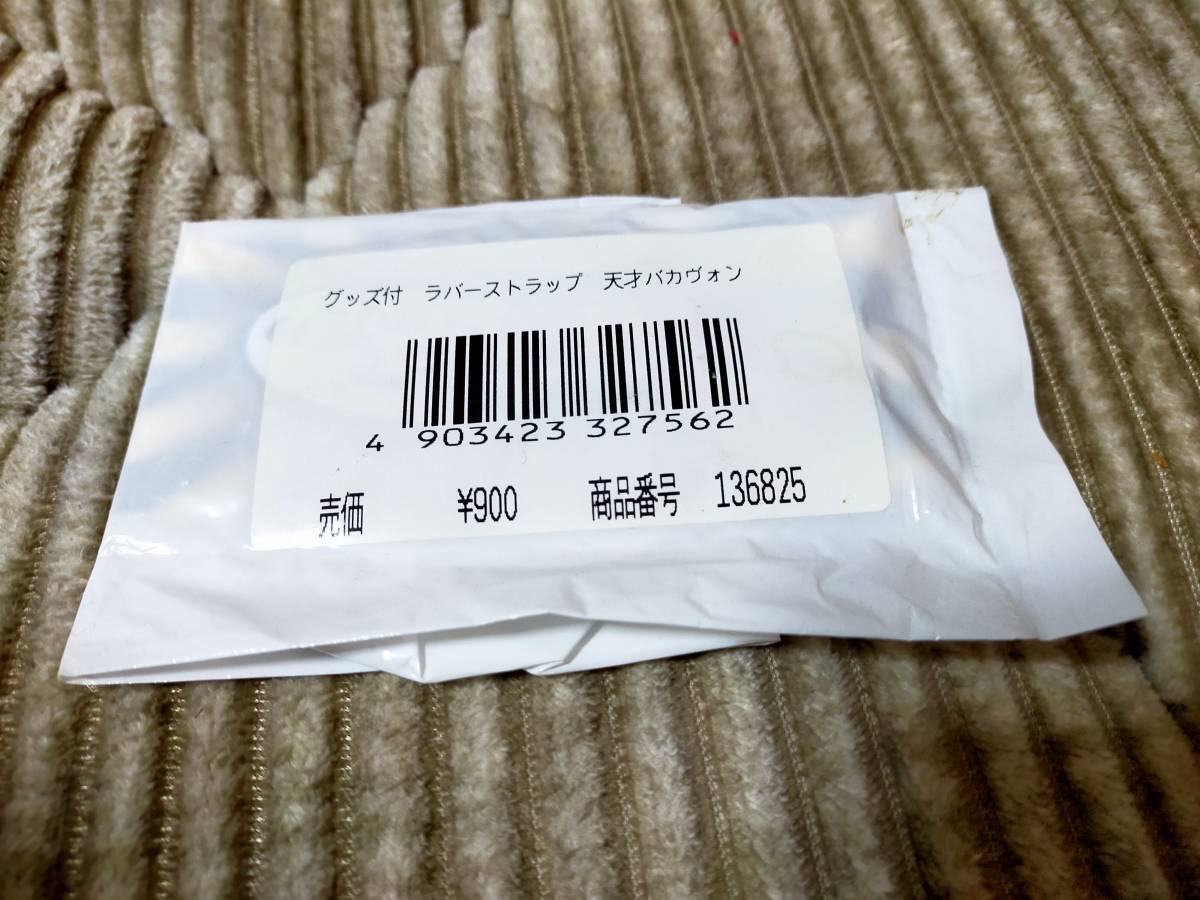 グッズ付　ラバーストラップ　天才バカヴォン
4 903423 327562
売価　¥900　商品番号　136825